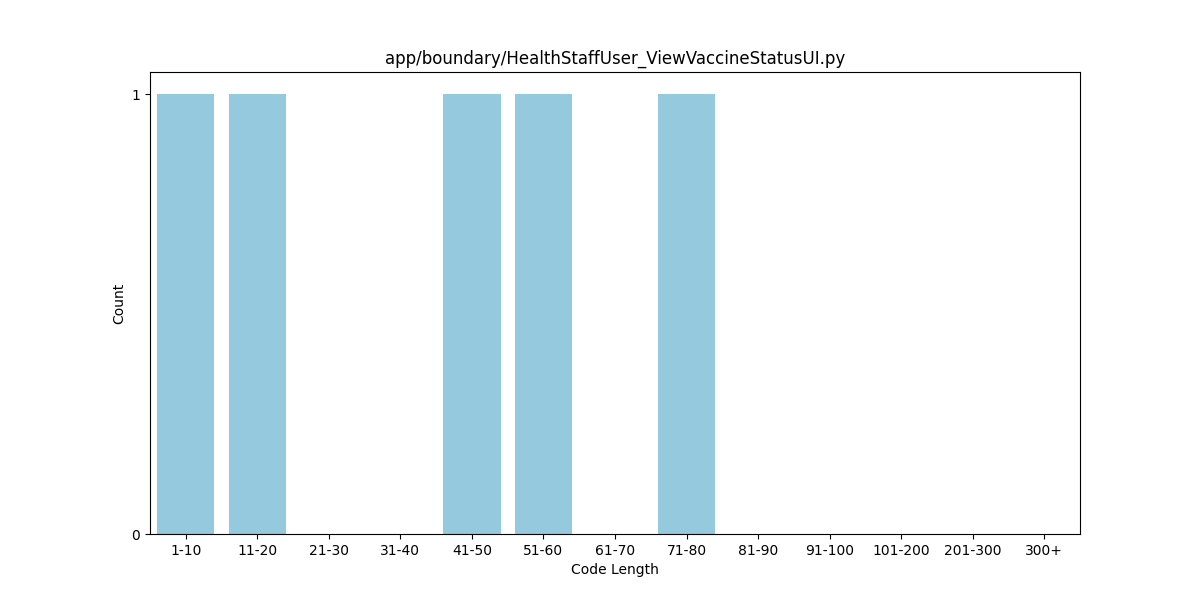 app/boundary/HealthStaffUser_ViewVaccineStatusUI.py
1
Count
0
1-10 11-20 21-30 31-40 41-50 51-60 61-70 71-80 81-90 91-100 101-200 201-300 300+
Code Length